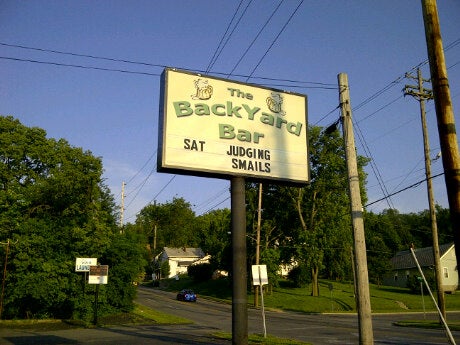 The
BackYard
Bar
SAT JUDGING
SMAILS